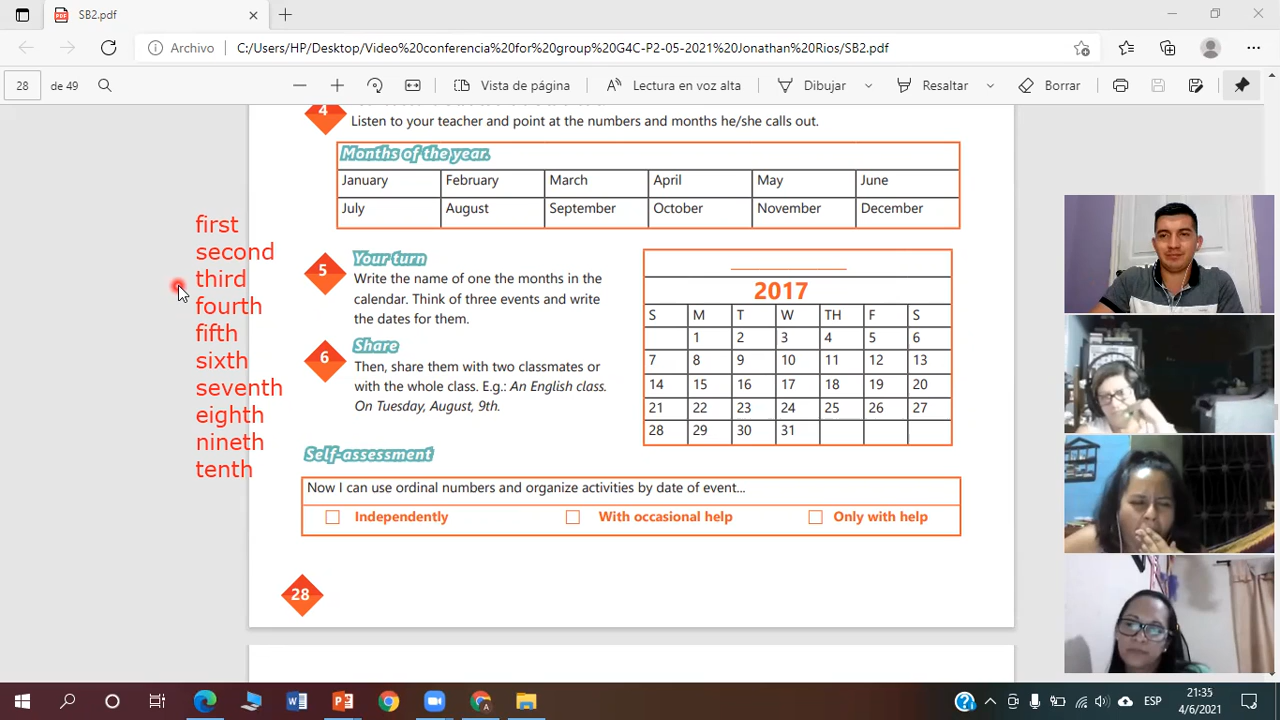 SB2.pdf
Archivo C:/Users/HP/Desktop/Video%20conferencia%20for%20group%20G4C-P2-05-2021%20Jonathan%20Rios/SB2.pdf
28 de 49 Vista de página Lectura en voz alta Dibujar Resaltar Borrar
4
Listen to your teacher and point at the numbers and months he/she calls out.
Months of the year.
January February March April May June
July August September October November December
first
second
third
fourth
fifth
sixth
seventh
eighth
nineth
tenth
5 Your turn
Write the name of one the months in the
calendar. Think of three events and write
the dates for them.
6 Share
Then, share them with two classmates or
with the whole class. E.g.: An English class.
On Tuesday, August, 9th.
2017
S M T W TH F S
1 2 3 4 5 6
7 8 9 10 11 12 13
14 15 16 17 18 19 20
21 22 23 24 25 26 27
28 29 30 31
Self-assessment
Now I can use ordinal numbers and organize activities by date of event...
Independently With occasional help Only with help
28
ESP
21:35
4/6/2021